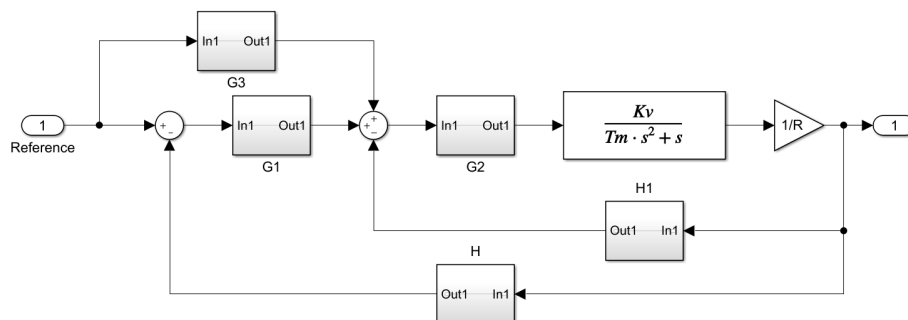 In1 Out1
G3
+ +
1 + - In1 Out1 + - In1 Out1 Kv 1/R 1
Tm · s² + s
Reference
G1
G2
H1
Out1 In1
H
Out1 In1